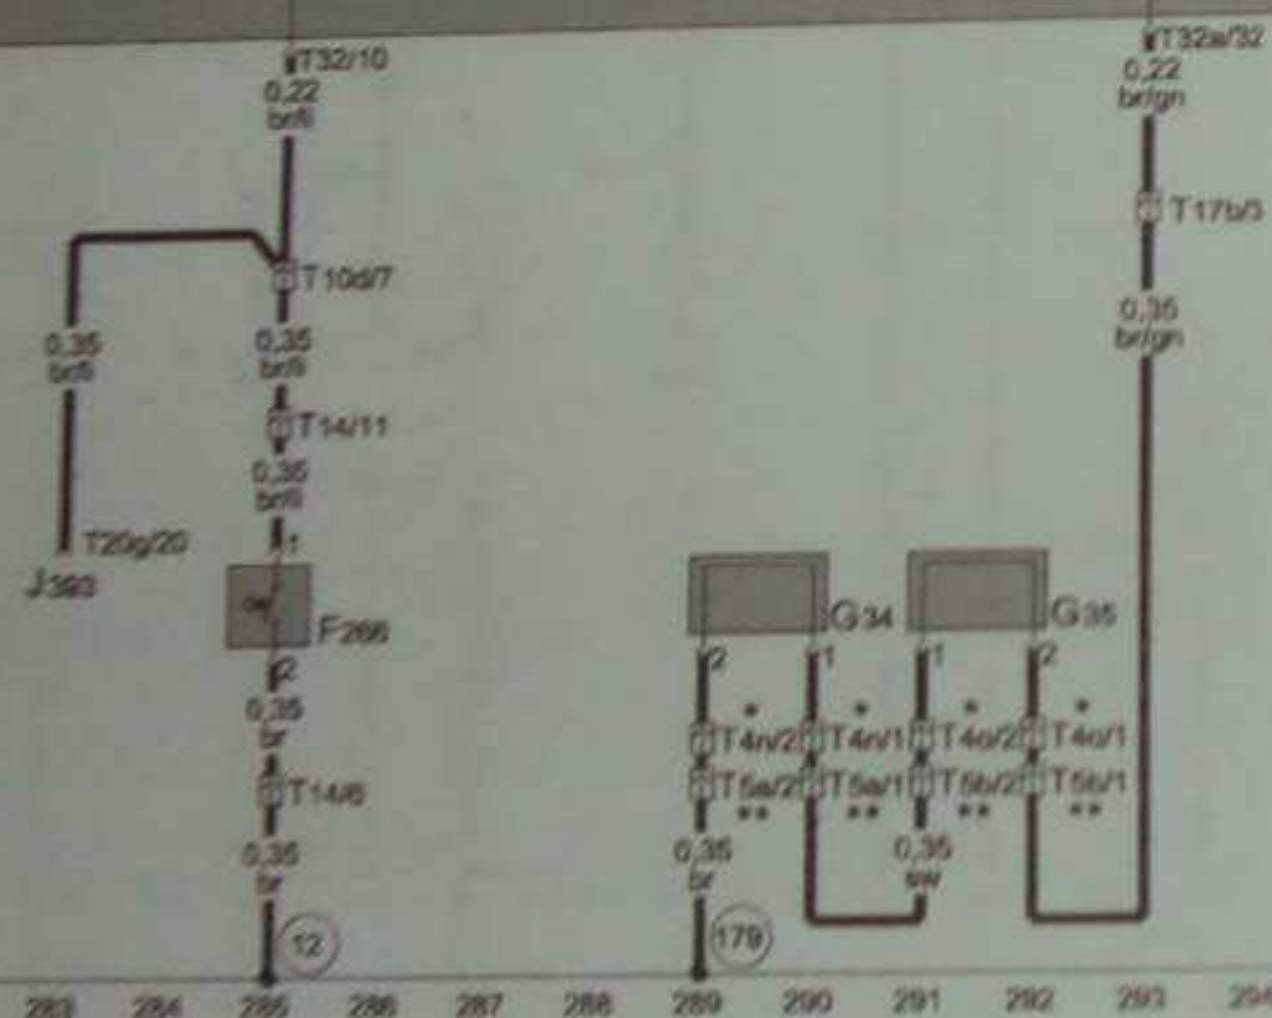 T32/10
0,22
br/li
T10d/7
0,35
br/li
0,35
br/li
T14/11
0,35
br/li
T20g/20
J393
1
F266
2
0,35
br
T14/6
0,35
br
12
T32a/32
0,22
br/gn
T17b/3
0,35
br/gn
G34
G35
2
1
1
2
* * * *
T4n/2 T4n/1 T4o/2 T4o/1
T5a/2 T5a/1 T5b/2 T5b/1
** ** ** **
0,35
br
0,35
sw
179
283 284 285 286 287 288 289 290 291 292 293 294